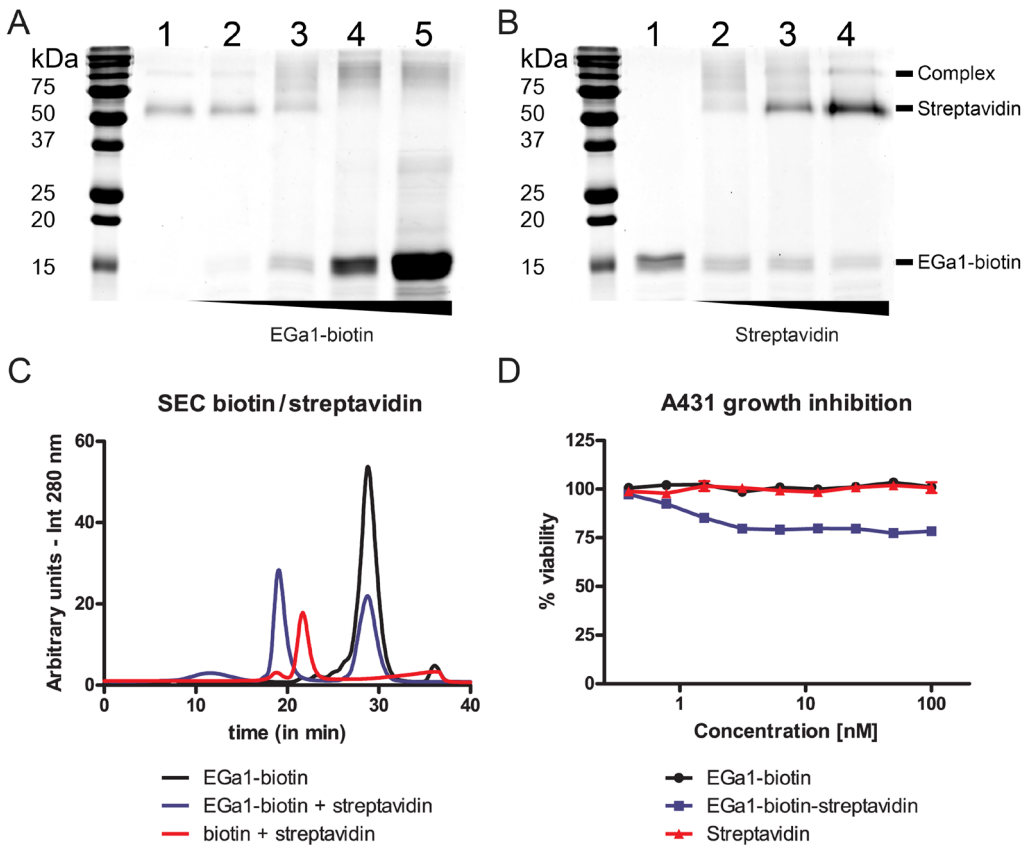 A
kDa 1 2 3 4 5
75
50
37
25
20
15
EGa1-biotin
B
kDa 1 2 3 4
75
50
37
25
20
15
Complex
Streptavidin
EGa1-biotin
Streptavidin
C
SEC biotin/streptavidin
Arbitrary units - Int 280 nm
60
40
20
0
0 10 20 30 40
time (in min)
EGa1-biotin
EGa1-biotin + streptavidin
biotin + streptavidin
D
A431 growth inhibition
% viability
125
100
75
50
25
0
1 10 100
Concentration [nM]
EGa1-biotin
EGa1-biotin-streptavidin
Streptavidin